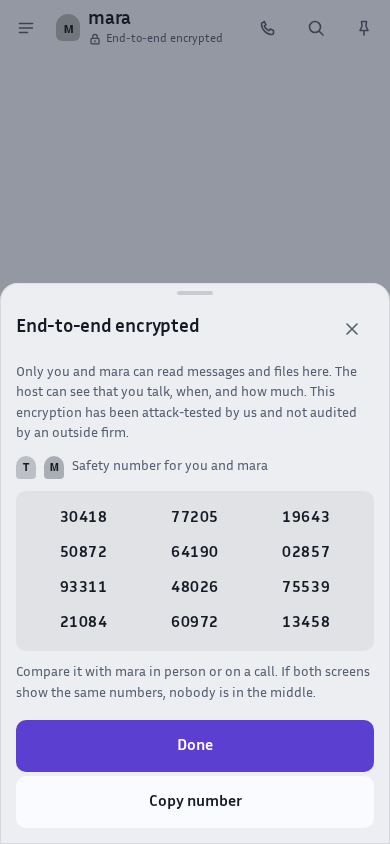 M
mara
End-to-end encrypted
End-to-end encrypted
Only you and mara can read messages and files here. The
host can see that you talk, when, and how much. This
encryption has been attack-tested by us and not audited
by an outside firm.
T M Safety number for you and mara
30418 77205 19643
50872 64190 02857
93311 48026 75539
21084 60972 13458
Compare it with mara in person or on a call. If both screens
show the same numbers, nobody is in the middle.
Done
Copy number